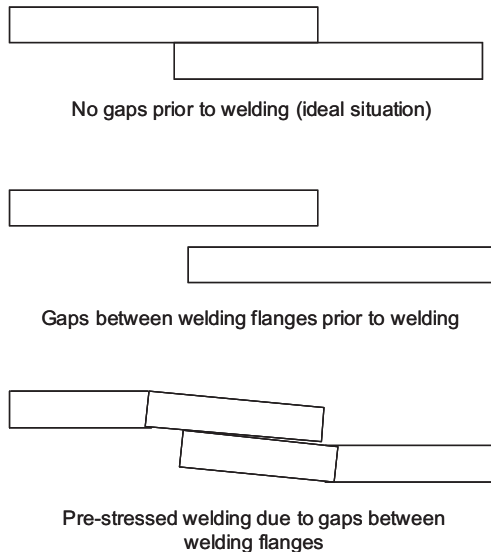 No gaps prior to welding (ideal situation)
Gaps between welding flanges prior to welding
Pre-stressed welding due to gaps between
welding flanges